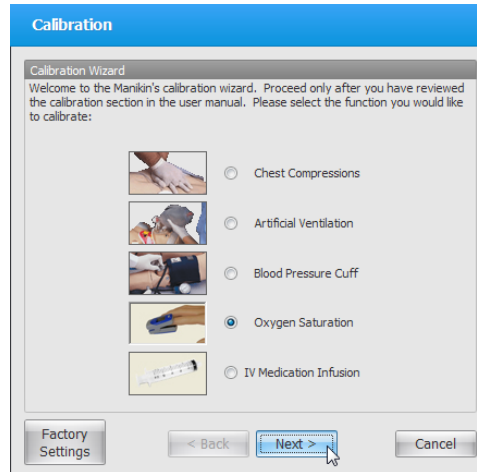 Calibration
Calibration Wizard
Welcome to the Manikin's calibration wizard. Proceed only after you have reviewed
the calibration section in the user manual. Please select the function you would like
to calibrate:
Chest Compressions
Artificial Ventilation
Blood Pressure Cuff
Oxygen Saturation
IV Medication Infusion
Factory
Settings
< Back
Next >
Cancel